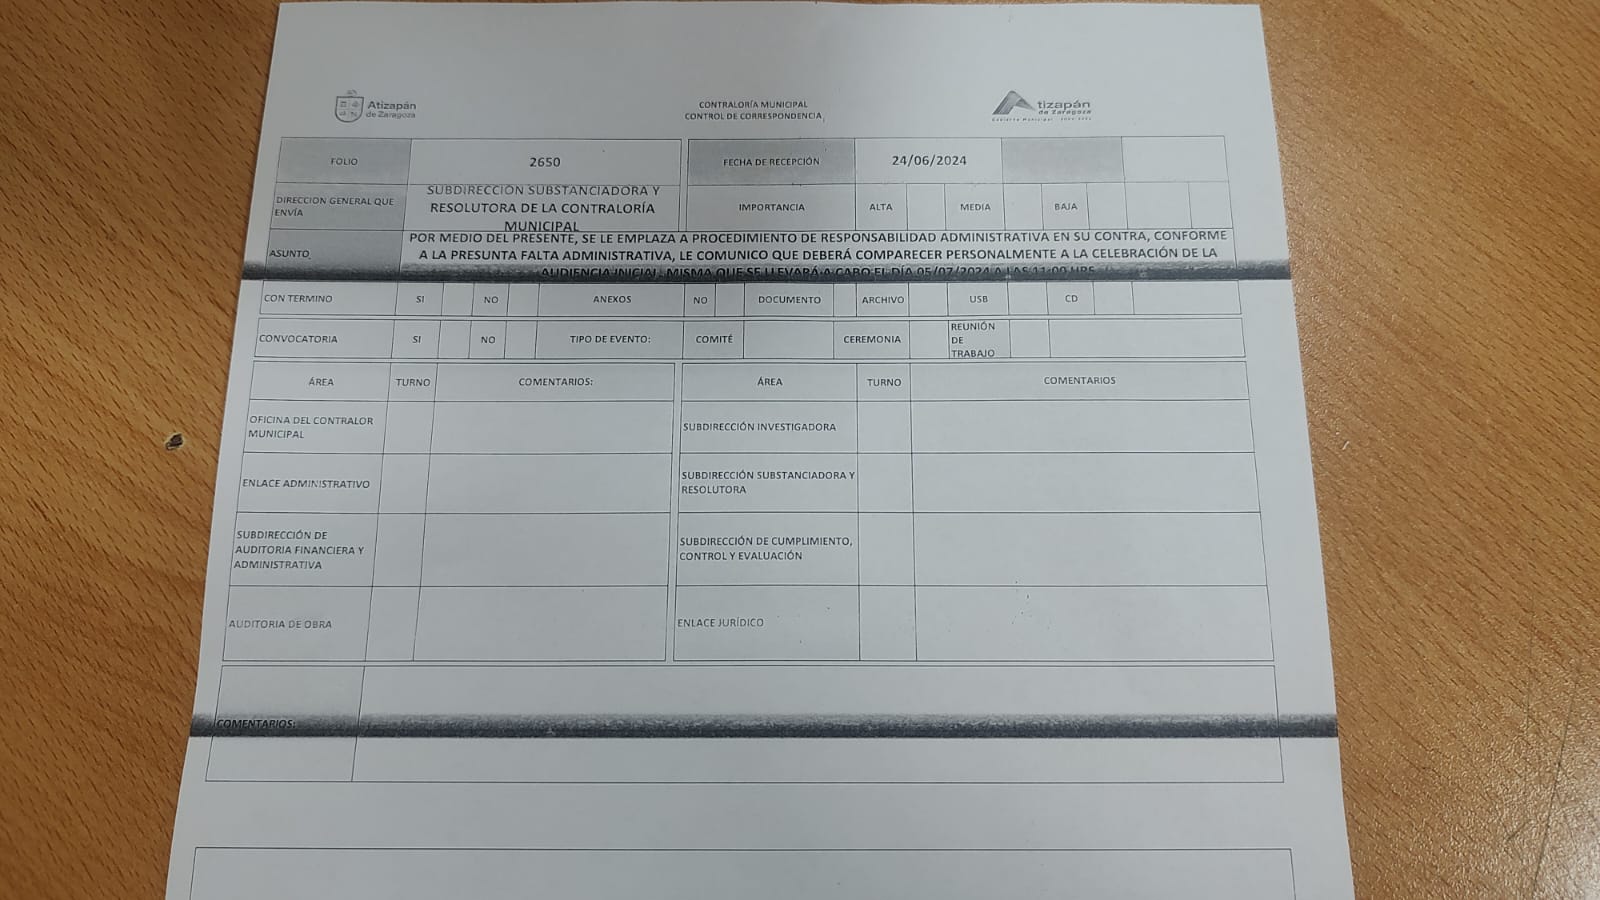 Atizapán
de Zaragoza
CONTRALORÍA MUNICIPAL
CONTROL DE CORRESPONDENCIA
tizapán
de Zaragoza
Gobierno Municipal
FOLIO
2650
FECHA DE RECEPCIÓN
24/06/2024
DIRECCION GENERAL QUE
ENVÍA
SUBDIRECCION SUBSTANCIADORA Y
RESOLUTORA DE LA CONTRALORÍA
MUNICIPAL
IMPORTANCIA
ALTA
MEDIA
BAJA
ASUNTO
POR MEDIO DEL PRESENTE, SE LE EMPLAZA A PROCEDIMIENTO DE RESPONSABILIDAD ADMINISTRATIVA EN SU CONTRA, CONFORME
A LA PRESUNTA FALTA ADMINISTRATIVA, LE COMUNICO QUE DEBERÁ COMPARECER PERSONALMENTE A LA CELEBRACIÓN DE LA
AUDIENCIA INICIAL, MISMA QUE SE LLEVARÁ A CABO EL DÍA 05/07/2024 A LAS 11:00 HRS
CON TERMINO
SI
NO
ANEXOS
NO
DOCUMENTO
ARCHIVO
USB
CD
CONVOCATORIA
SI
NO
TIPO DE EVENTO:
COMITÉ
CEREMONIA
REUNIÓN
DE
TRABAJO
ÁREA
TURNO
COMENTARIOS:
ÁREA
TURNO
COMENTARIOS
OFICINA DEL CONTRALOR
MUNICIPAL
SUBDIRECCIÓN INVESTIGADORA
ENLACE ADMINISTRATIVO
SUBDIRECCIÓN SUBSTANCIADORA Y
RESOLUTORA
SUBDIRECCIÓN DE
AUDITORIA FINANCIERA Y
ADMINISTRATIVA
SUBDIRECCIÓN DE CUMPLIMIENTO,
CONTROL Y EVALUACIÓN
AUDITORIA DE OBRA
ENLACE JURÍDICO
COMENTARIOS: